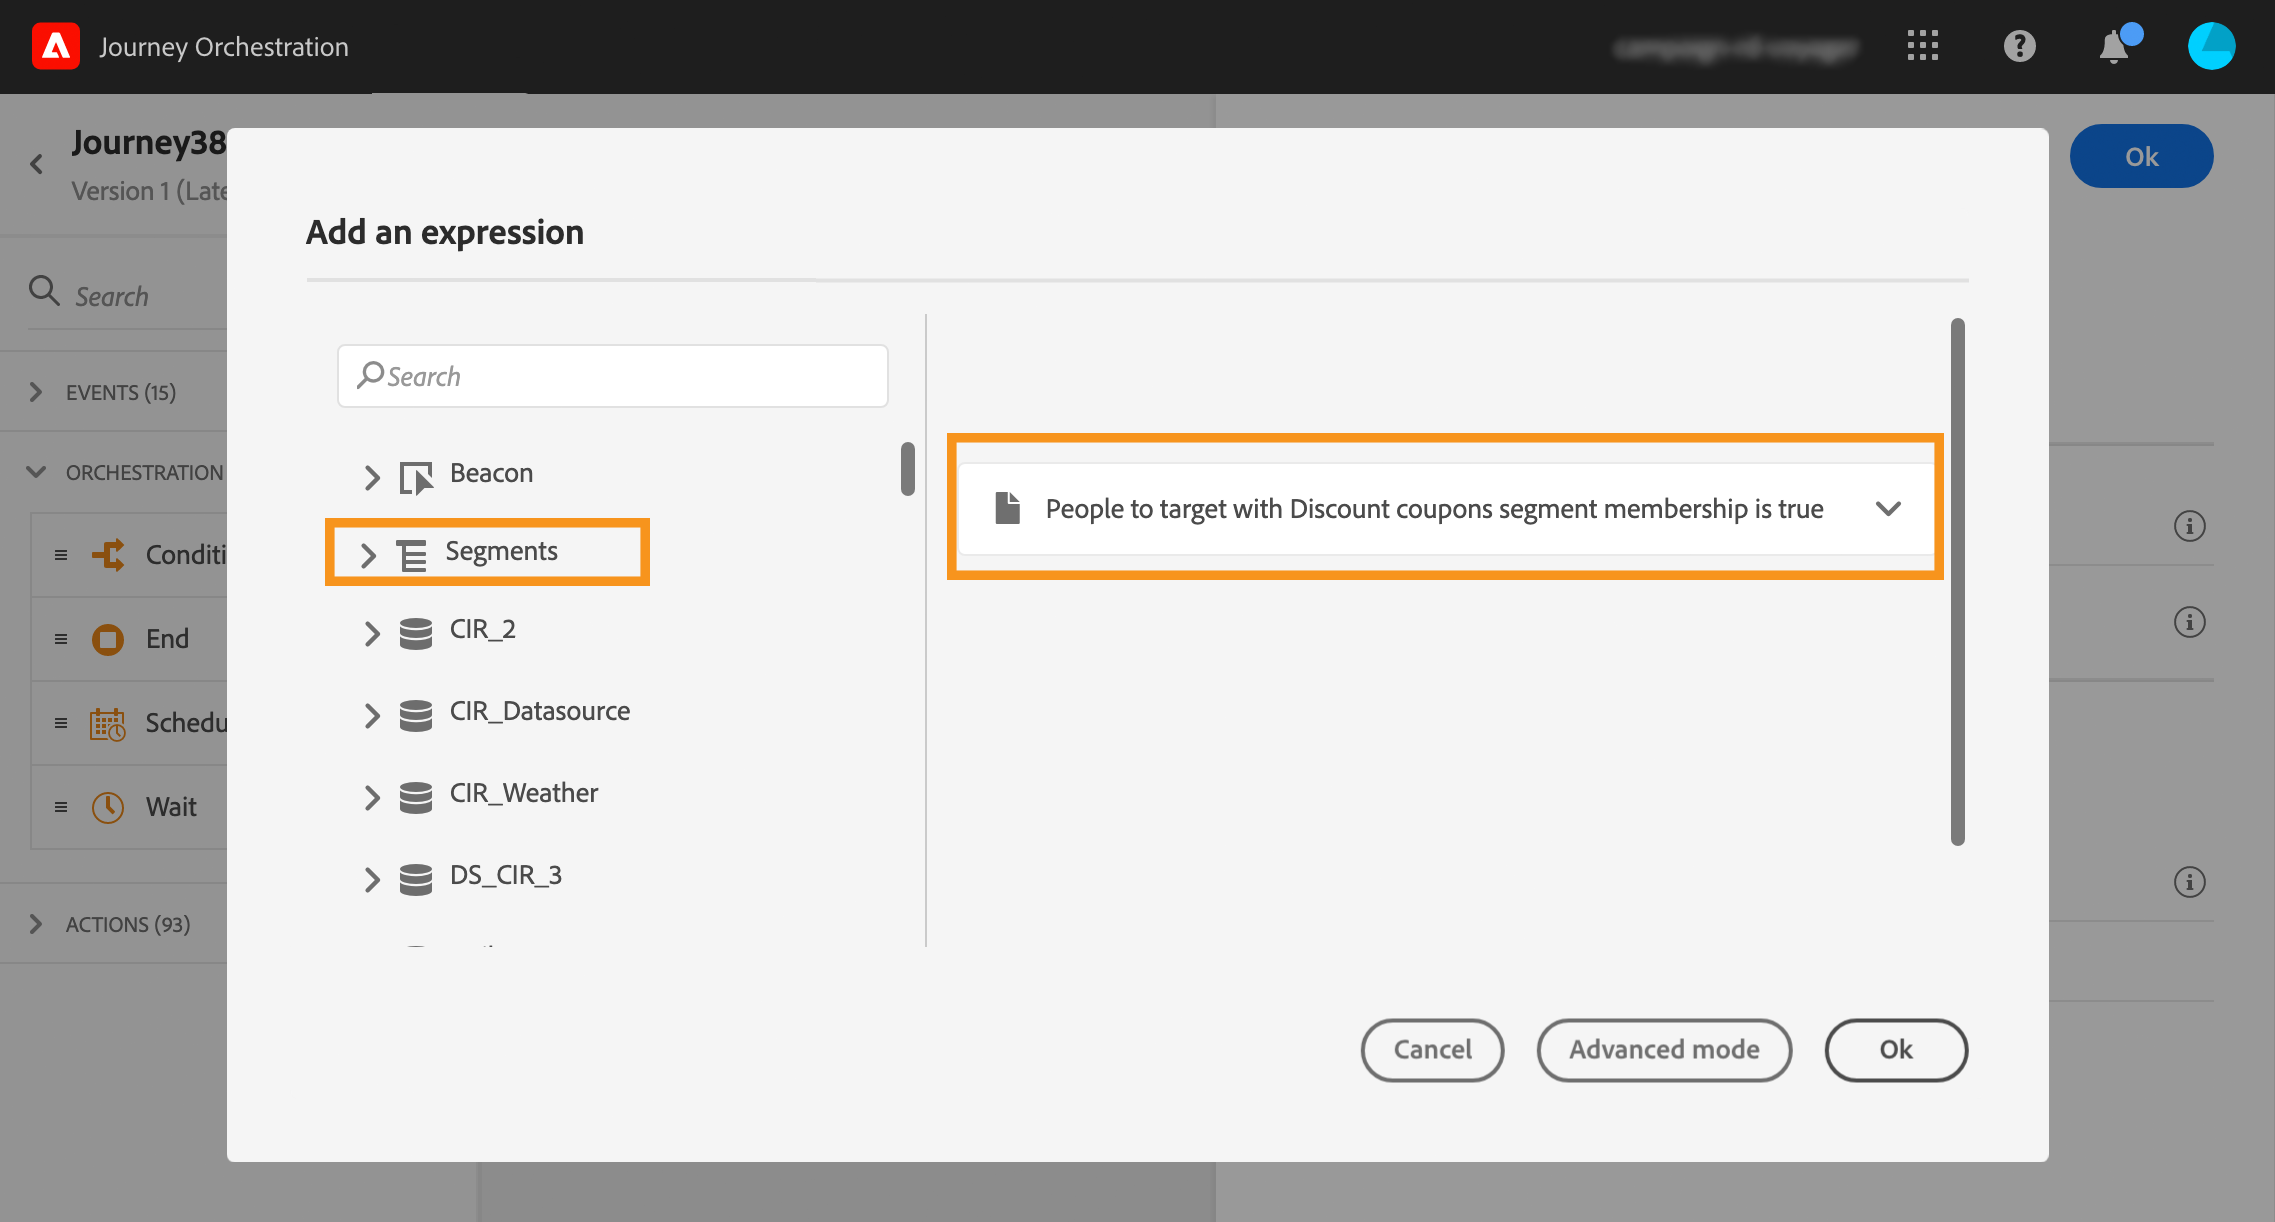 Journey Orchestration
Journey38
Version 1 (Late
Ok
Search
EVENTS (15)
ORCHESTRATION
Conditi
End
Schedu
Wait
ACTIONS (93)
Add an expression
Search
Beacon
Segments
CIR_2
CIR_Datasource
CIR_Weather
DS_CIR_3
People to target with Discount coupons segment membership is true
Cancel
Advanced mode
Ok